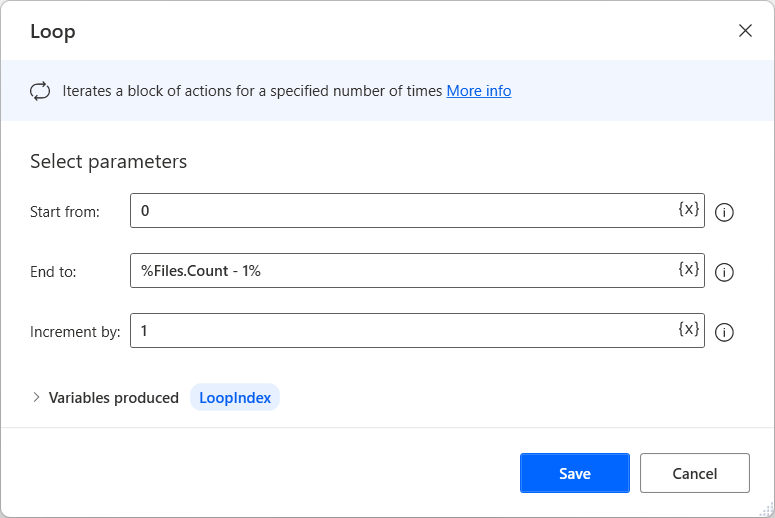 Loop
Iterates a block of actions for a specified number of times More info
Select parameters
Start from: 0 {x}
End to: %Files.Count - 1% {x}
Increment by: 1 {x}
Variables produced LoopIndex
Save Cancel